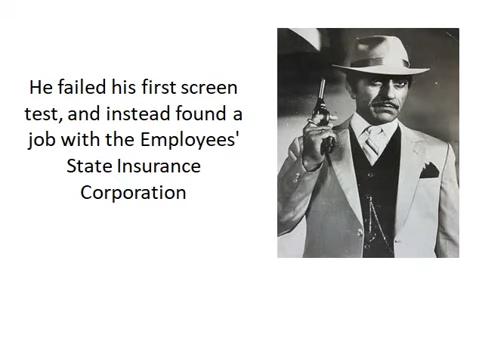 He failed his first screen
test, and instead found a
job with the Employees'
State Insurance
Corporation